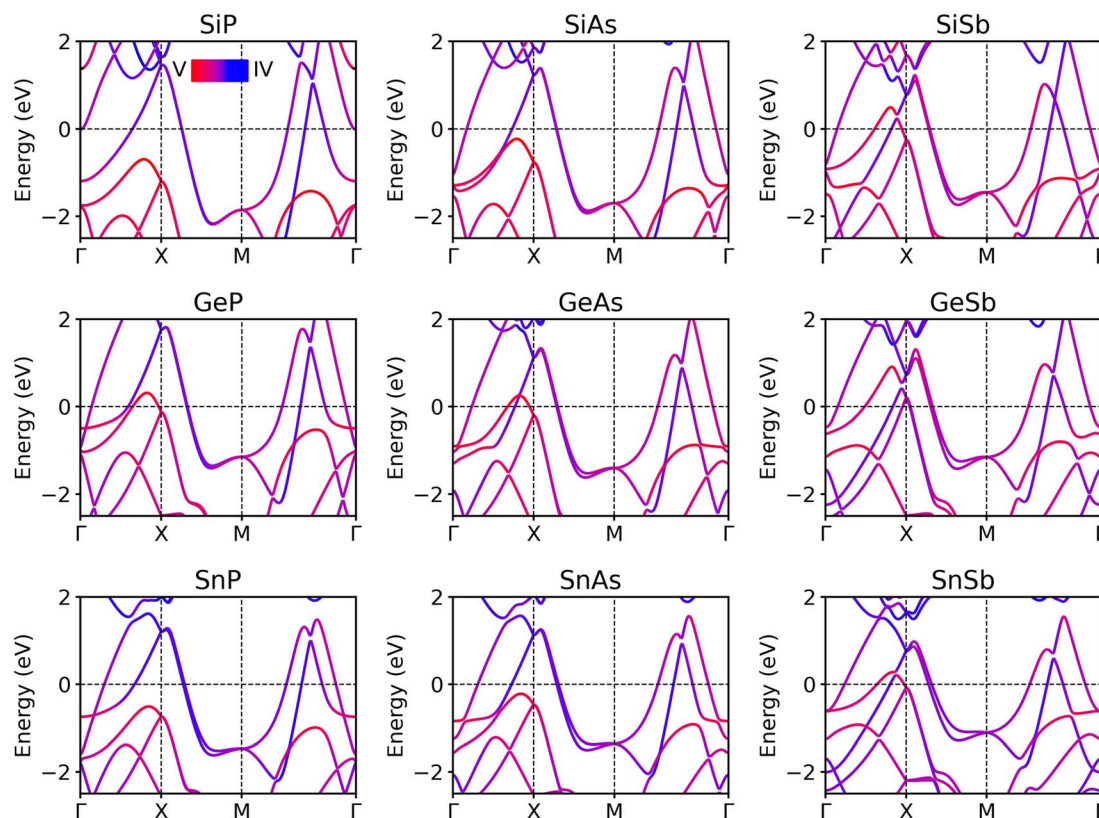 SiP
SiAs
SiSb
V IV
Energy (eV)
2
0
−2
Γ X M Γ
Energy (eV)
2
0
−2
Γ X M Γ
Energy (eV)
2
0
−2
Γ X M Γ
GeP
GeAs
GeSb
Energy (eV)
2
0
−2
Γ X M Γ
Energy (eV)
2
0
−2
Γ X M Γ
Energy (eV)
2
0
−2
Γ X M Γ
SnP
SnAs
SnSb
Energy (eV)
2
0
−2
Γ X M Γ
Energy (eV)
2
0
−2
Γ X M Γ
Energy (eV)
2
0
−2
Γ X M Γ